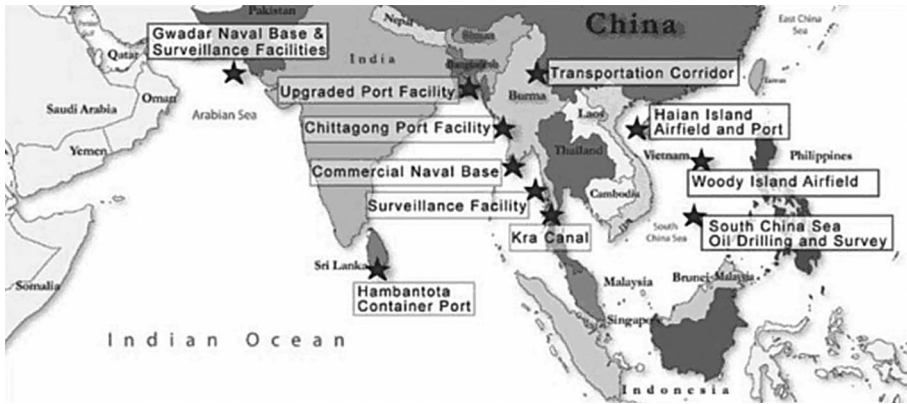 Pakistan
Nepal
China
East China
Sea
Gwadar Naval Base &
Surveillance Facilities
Qatar
India
Transportation Corridor
Taiwan
Upgraded Port Facility
Burma
Saudi Arabia
Oman
Arabian Sea
Laos
Haian Island
Airfield and Port
Chittagong Port Facility
Yemen
Thailand
Vietnam
Philippines
Commercial Naval Base
Woody Island Airfield
Cambodia
Surveillance Facility
South
China Sea
South China Sea
Oil Drilling and Survey
Kra Canal
Sri Lanka
Somalia
Hambantota
Container Port
Malaysia
Brunei
Malaysia
Singapo
Indian Ocean
Indonesia